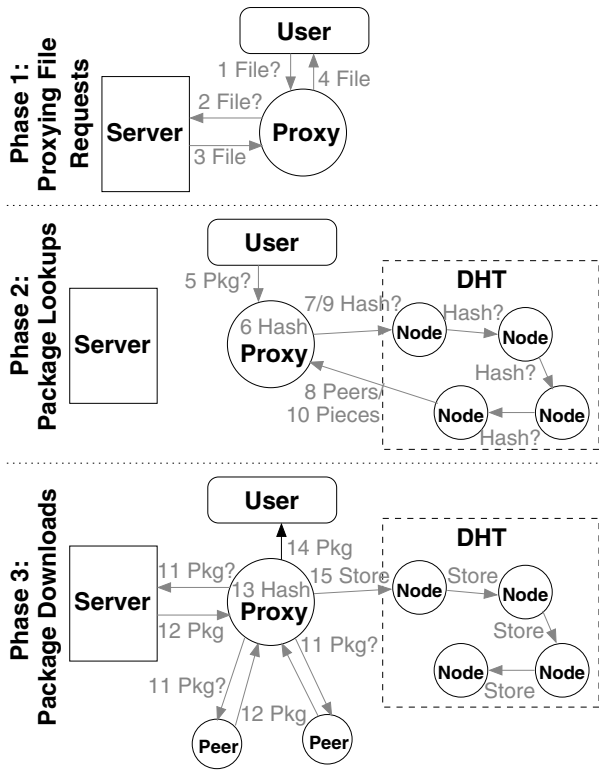 Phase 1:
Proxying File
Requests
User
1 File?
4 File
2 File?
Server
Proxy
3 File
Phase 2:
Package Lookups
User
DHT
5 Pkg?
7/9 Hash?
Hash?
Node
Node
6 Hash
Server
Proxy
Hash?
8 Peers/
10 Pieces
Node
Node
Hash?
Phase 3:
Package Downloads
User
DHT
14 Pkg
11 Pkg?
15 Store
Store
13 Hash
Node
Node
Server
Proxy
12 Pkg
Store
11 Pkg?
Node
Node
11 Pkg?
Store
12 Pkg
Peer
Peer